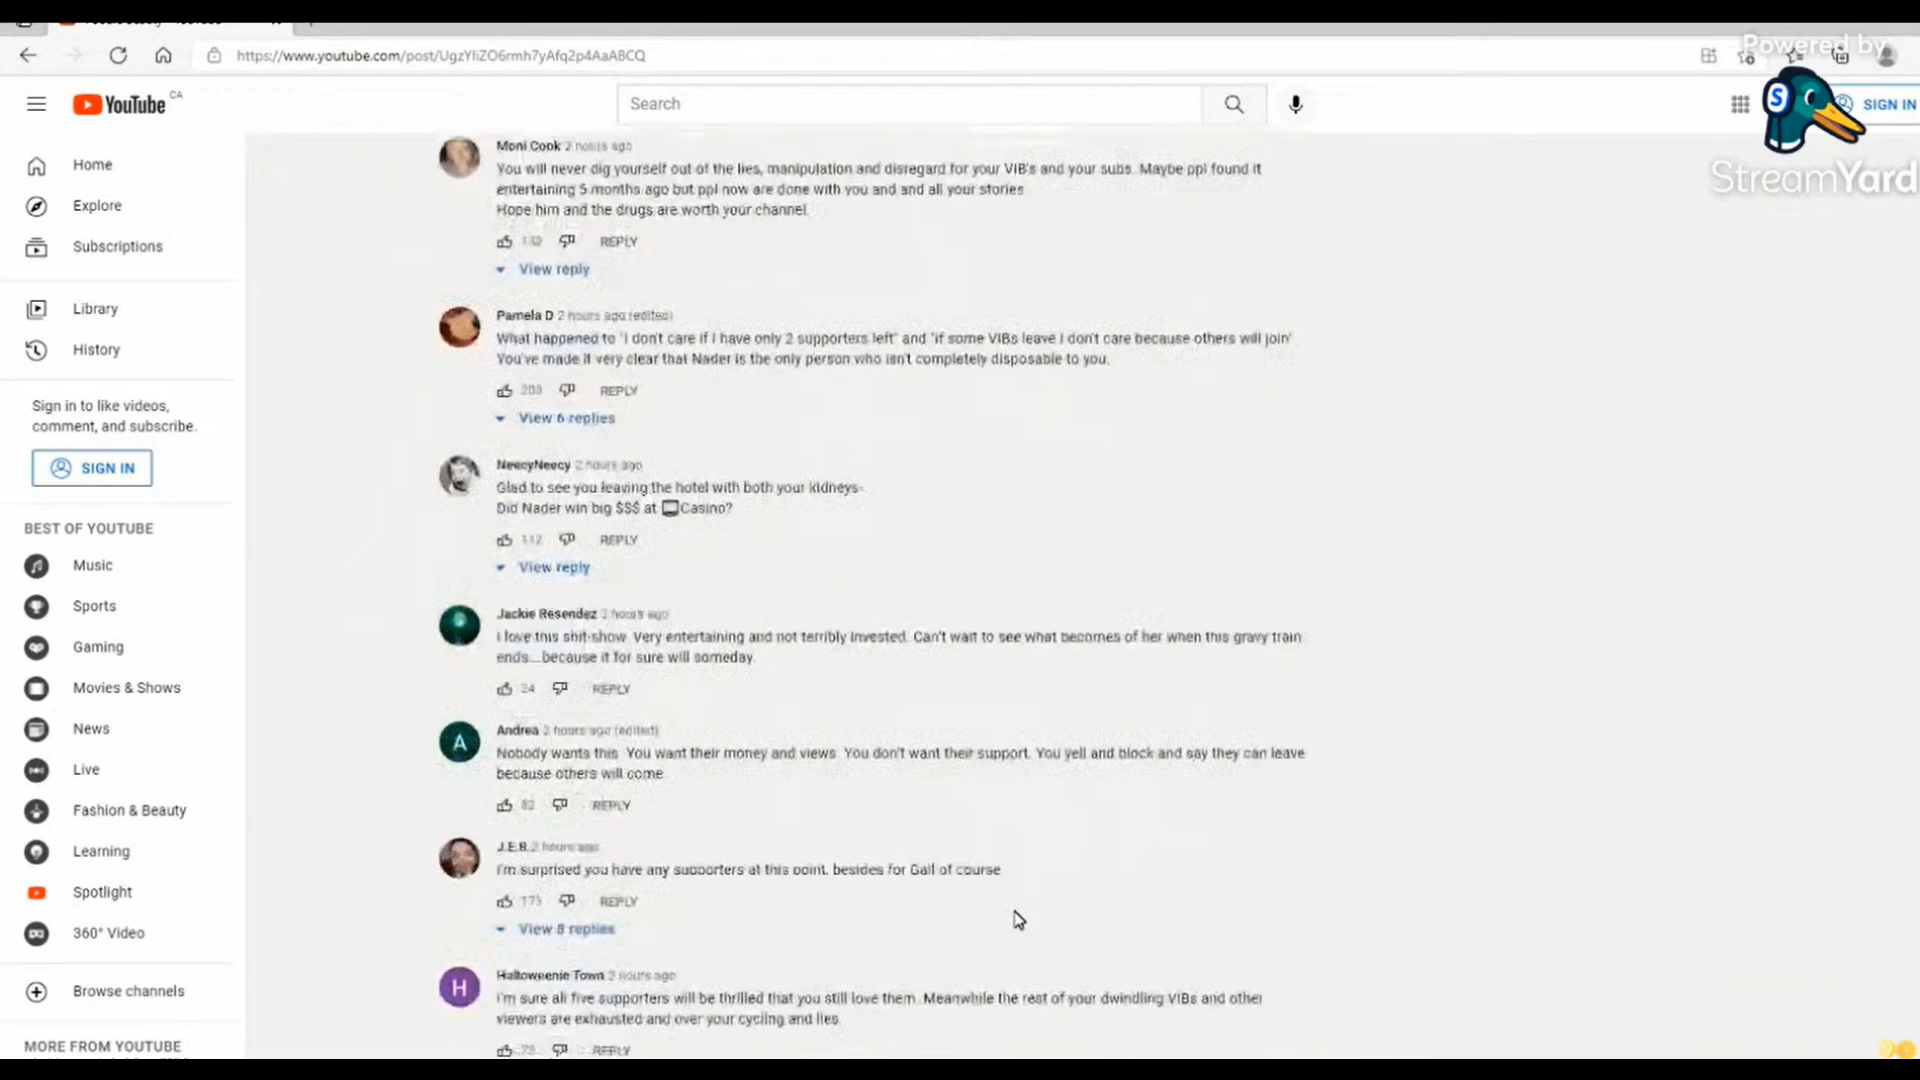 https://www.youtube.com/post/UgzYIiZO6rmh7yAfq2p4AaABCQ
Powered by
YouTube CA
Search
SIGN IN
StreamYard
Home
Explore
Subscriptions
Library
History
Sign in to like videos,
comment, and subscribe.
SIGN IN
BEST OF YOUTUBE
Music
Sports
Gaming
Movies & Shows
News
Live
Fashion & Beauty
Learning
Spotlight
360° Video
Browse channels
MORE FROM YOUTUBE
Moni Cook 2 hours ago
You will never dig yourself out of the lies, manipulation and disregard for your VIB's and your subs. Maybe ppl found it
entertaining 5 months ago but ppl now are done with you and and all your stories
Hope him and the drugs are worth your channel.
132 REPLY
View reply
Pamela D 2 hours ago (edited)
What happened to "I don't care if I have only 2 supporters left" and "if some VIBs leave I don't care because others will join"
You've made it very clear that Nader is the only person who isn't completely disposable to you.
203 REPLY
View 6 replies
NeecyNeecy 2 hours ago
Glad to see you leaving the hotel with both your kidneys
Did Nader win big $$$ at Casino?
112 REPLY
View reply
Jackie Resendez 2 hours ago
I love this shit-show. Very entertaining and not terribly invested. Can't wait to see what becomes of her when this gravy train
ends....because it for sure will someday.
24 REPLY
Andrea 2 hours ago (edited)
Nobody wants this. You want their money and views. You don't want their support. You yell and block and say they can leave
because others will come.
82 REPLY
A
J.E.R. 2 hours ago
I'm surprised you have any supporters at this point, besides for Gail of course
173 REPLY
View 8 replies
H
Halloweenie Town 2 hours ago
I'm sure all five supporters will be thrilled that you still love them. Meanwhile the rest of your dwindling VIBs and other
viewers are exhausted and over your cycling and lies.
REPLY